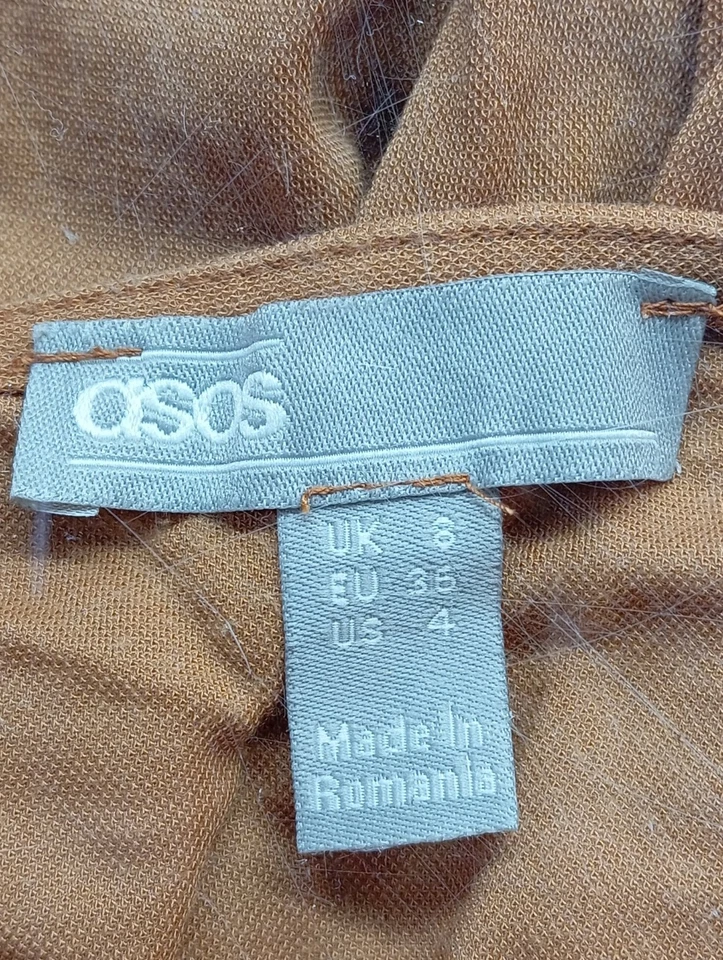 asos
UK 8
EU 36
US 4
Made In
Romania